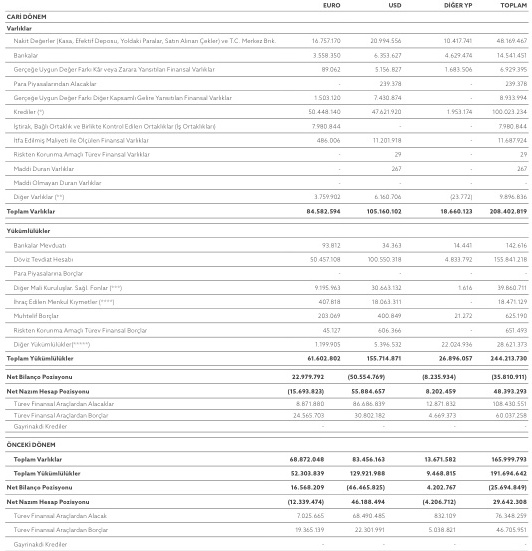 EURO USD DİĞER YP TOPLAM
CARİ DÖNEM
Varlıklar
Nakit Değerler (Kasa, Efektif Deposu, Yoldaki Paralar, Satın Alınan Çekler) ve T.C. Merkez Bnk. 16.757.170 20.994.556 10.417.741 48.169.467
Bankalar 3.558.350 6.353.627 4.629.474 14.541.451
Gerçeğe Uygun Değer Farkı Kâr veya Zarara Yansıtılan Finansal Varlıklar 89.062 5.156.827 1.683.506 6.929.395
Para Piyasalarından Alacaklar - 239.378 - 239.378
Gerçeğe Uygun Değer Farkı Diğer Kapsamlı Gelire Yansıtılan Finansal Varlıklar 1.503.120 7.430.874 - 8.933.994
Krediler (*) 50.448.140 47.621.920 1.953.174 100.023.234
İştirak, Bağlı Ortaklık ve Birlikte Kontrol Edilen Ortaklıklar (İş Ortaklıkları) 7.980.844 - - 7.980.844
İtfa Edilmiş Maliyeti ile Ölçülen Finansal Varlıklar 486.006 11.201.918 - 11.687.924
Riskten Korunma Amaçlı Türev Finansal Varlıklar - 29 - 29
Maddi Duran Varlıklar - 267 - 267
Maddi Olmayan Duran Varlıklar - - - -
Diğer Varlıklar (**) 3.759.902 6.160.706 (23.772) 9.896.836
Toplam Varlıklar 84.582.594 105.160.102 18.660.123 208.402.819
Yükümlülükler
Bankalar Mevduatı 93.812 34.363 14.441 142.616
Döviz Tevdiat Hesabı 50.457.108 100.550.318 4.833.792 155.841.218
Para Piyasalarına Borçlar - - - -
Diğer Mali Kuruluşlar. Sağl. Fonlar (***) 9.195.963 30.663.132 1.616 39.860.711
İhraç Edilen Menkul Kıymetler (****) 407.818 18.063.311 - 18.471.129
Muhtelif Borçlar 203.069 400.849 21.272 625.190
Riskten Korunma Amaçlı Türev Finansal Borçlar 45.127 606.366 - 651.493
Diğer Yükümlülükler(*****) 1.199.905 5.396.532 22.024.936 28.621.373
Toplam Yükümlülükler 61.602.802 155.714.871 26.896.057 244.213.730
Net Bilanço Pozisyonu 22.979.792 (50.554.769) (8.235.934) (35.810.911)
Net Nazım Hesap Pozisyonu (15.693.823) 55.884.657 8.202.459 48.393.293
Türev Finansal Araçlardan Alacaklar 8.871.880 86.686.839 12.871.832 108.430.551
Türev Finansal Araçlardan Borçlar 24.565.703 30.802.182 4.669.373 60.037.258
Gayrinakdi Krediler
ÖNCEKİ DÖNEM
Toplam Varlıklar 68.872.048 83.456.163 13.671.582 165.999.793
Toplam Yükümlülükler 52.303.839 129.921.988 9.468.815 191.694.642
Net Bilanço Pozisyonu 16.568.209 (46.465.825) 4.202.767 (25.694.849)
Net Nazım Hesap Pozisyonu (12.339.474) 46.188.494 (4.206.712) 29.642.308
Türev Finansal Araçlardan Alacak 7.025.665 68.490.485 832.109 76.348.259
Türev Finansal Araçlardan Borçlar 19.365.139 22.301.991 5.038.821 46.705.951
Gayrinakdi Krediler - - - -